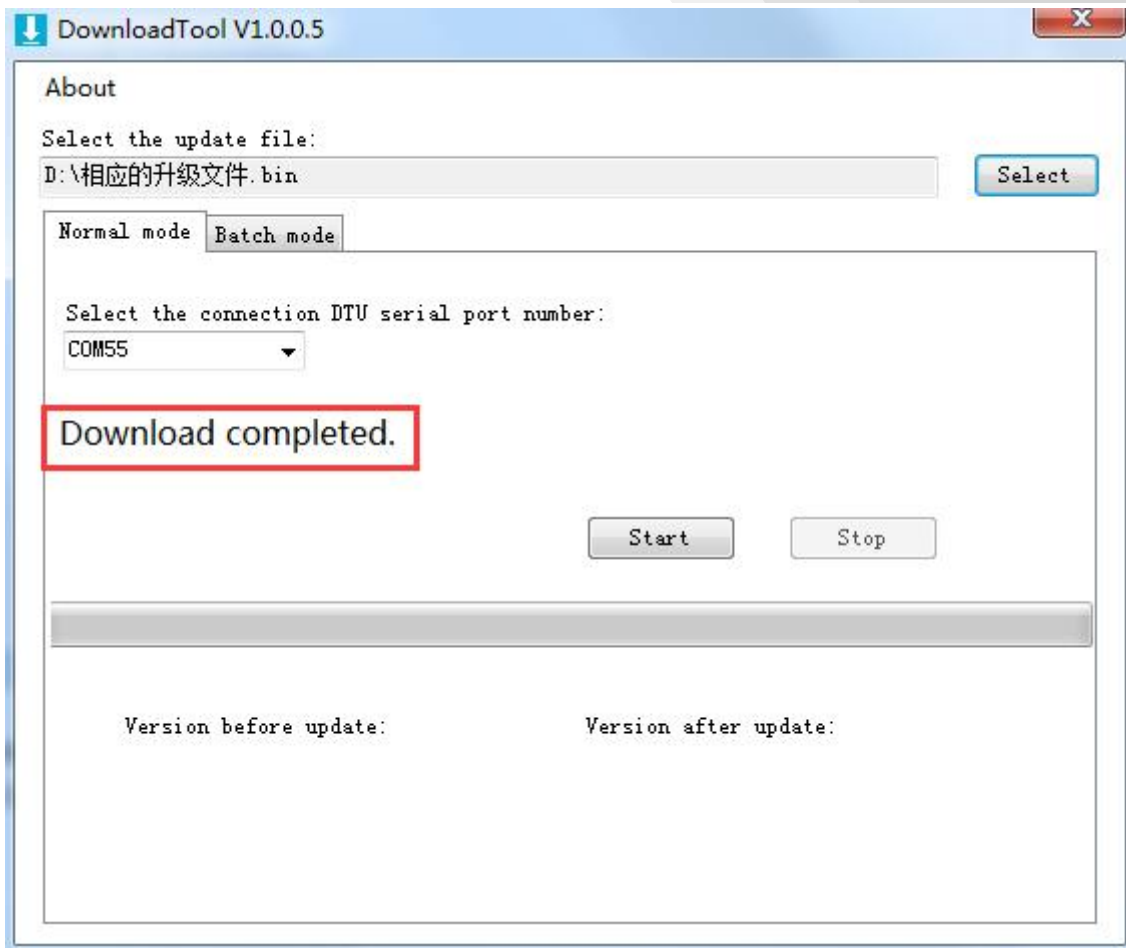 DownloadTool V1.0.0.5
X
About
Select the update file:
D:\相应的升级文件.bin
Select
Normal mode Batch mode
Select the connection DTU serial port number:
COM55
Download completed.
Start Stop
Version before update: Version after update: